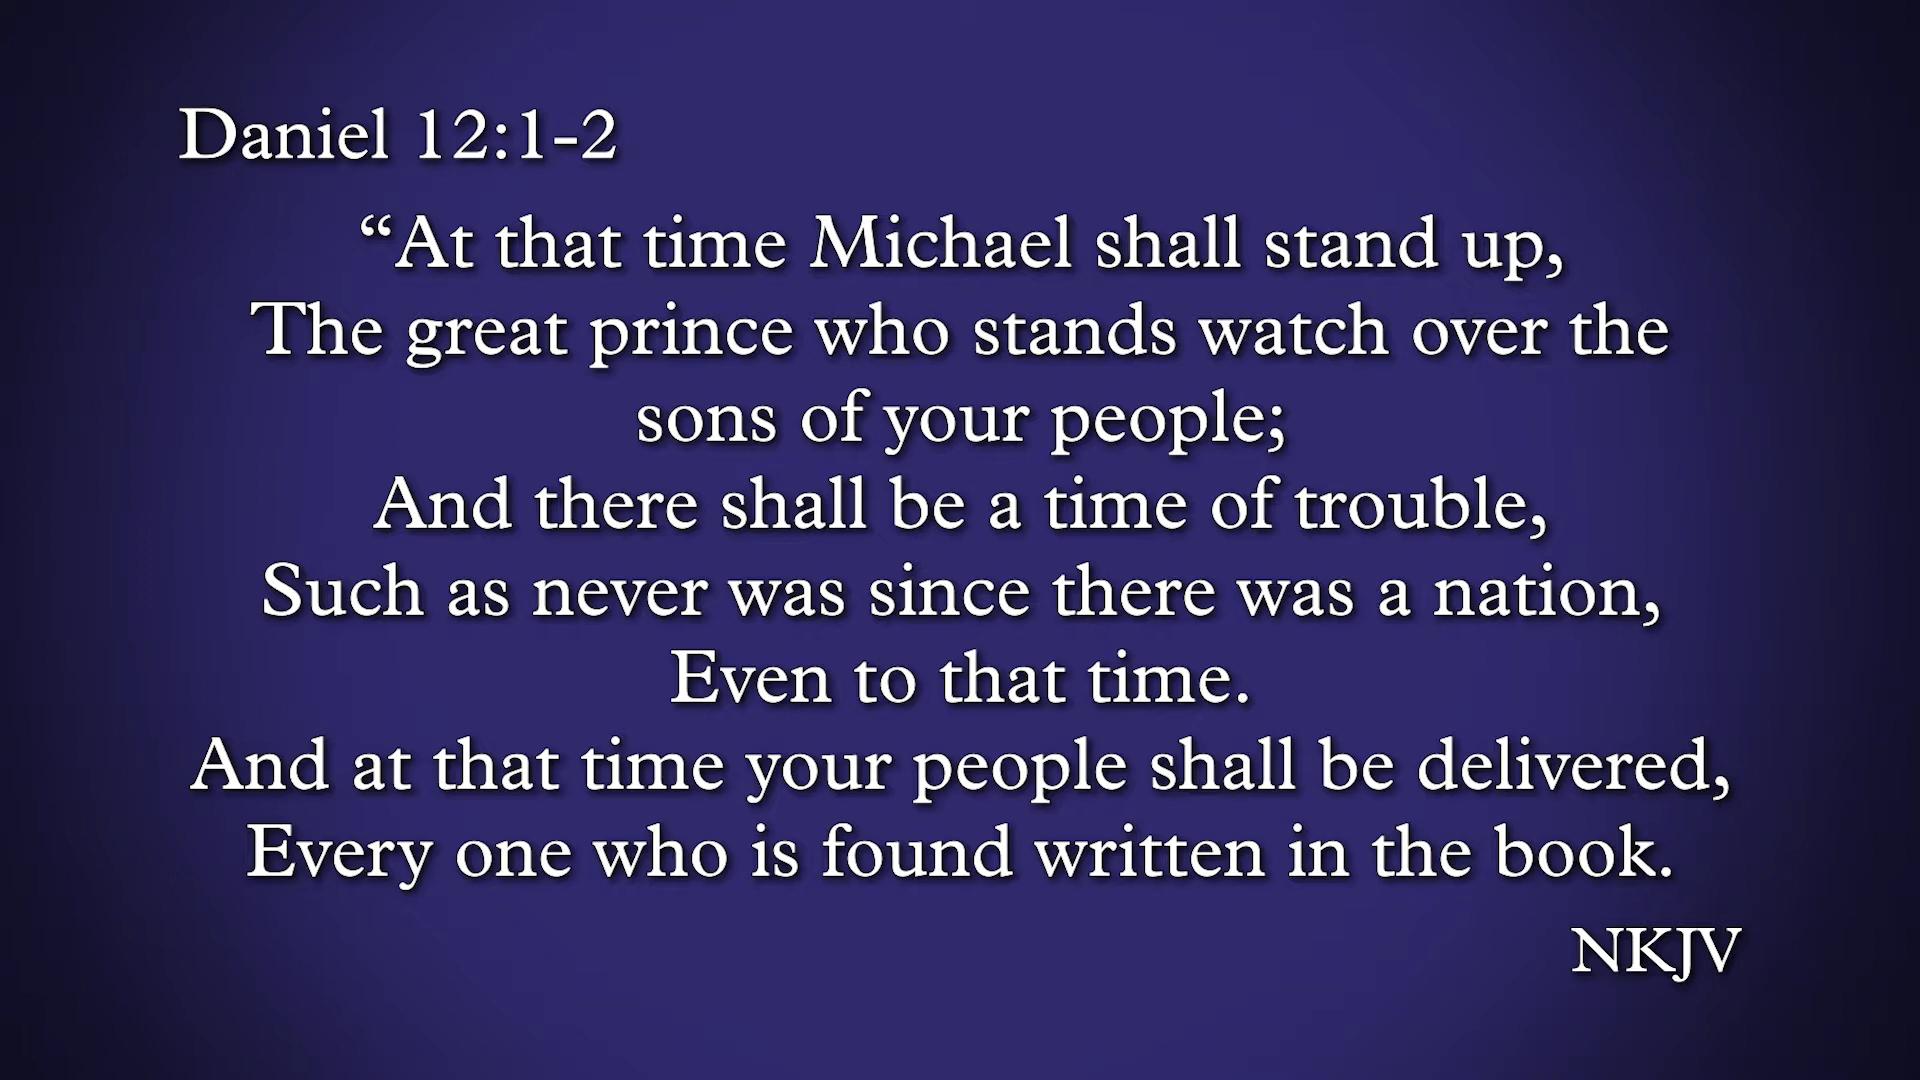 Daniel 12:1-2
“At that time Michael shall stand up,
The great prince who stands watch over the
sons of your people;
And there shall be a time of trouble,
Such as never was since there was a nation,
Even to that time.
And at that time your people shall be delivered,
Every one who is found written in the book.
NKJV